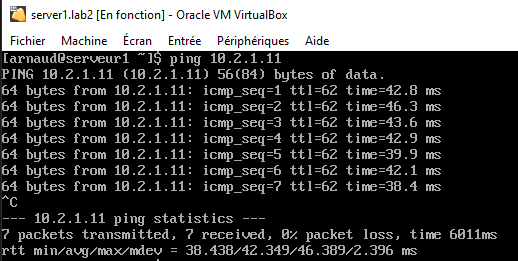 server1.lab2 [En fonction] - Oracle VM VirtualBox
Fichier Machine Écran Entrée Périphériques Aide
[arnaud@serveur1 ~]$ ping 10.2.1.11
PING 10.2.1.11 (10.2.1.11) 56(84) bytes of data.
64 bytes from 10.2.1.11: icmp_seq=1 ttl=62 time=42.8 ms
64 bytes from 10.2.1.11: icmp_seq=2 ttl=62 time=46.3 ms
64 bytes from 10.2.1.11: icmp_seq=3 ttl=62 time=43.6 ms
64 bytes from 10.2.1.11: icmp_seq=4 ttl=62 time=42.9 ms
64 bytes from 10.2.1.11: icmp_seq=5 ttl=62 time=39.9 ms
64 bytes from 10.2.1.11: icmp_seq=6 ttl=62 time=42.1 ms
64 bytes from 10.2.1.11: icmp_seq=7 ttl=62 time=38.4 ms
^C
--- 10.2.1.11 ping statistics ---
7 packets transmitted, 7 received, 0% packet loss, time 6011ms
rtt min/avg/max/mdev = 38.438/42.349/46.389/2.396 ms